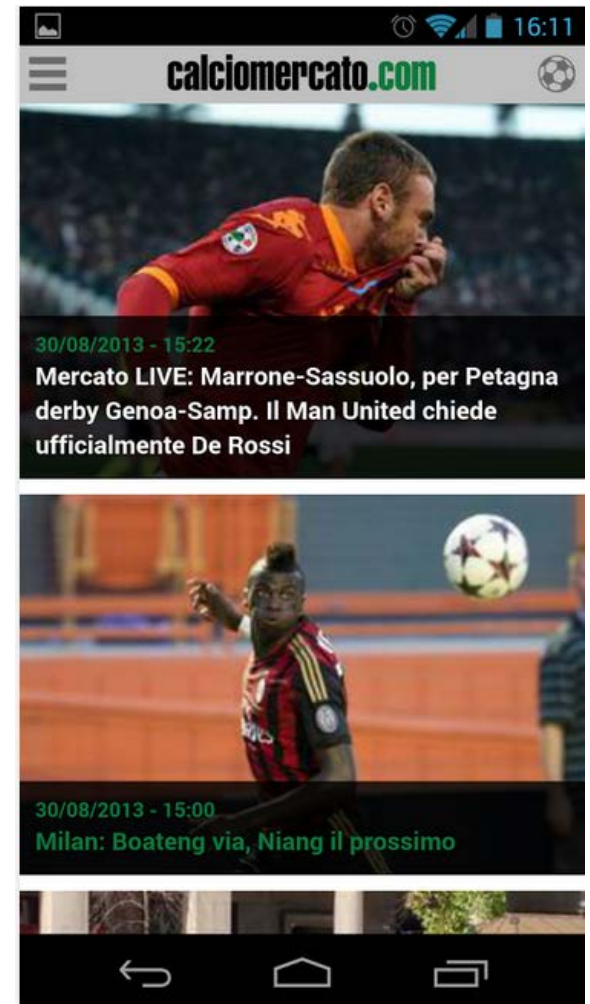 16:11
calciomercato.com
30/08/2013 - 15:22
Mercato LIVE: Marrone-Sassuolo, per Petagna
derby Genoa-Samp. Il Man United chiede
ufficialmente De Rossi
30/08/2013 - 15:00
Milan: Boateng via, Niang il prossimo